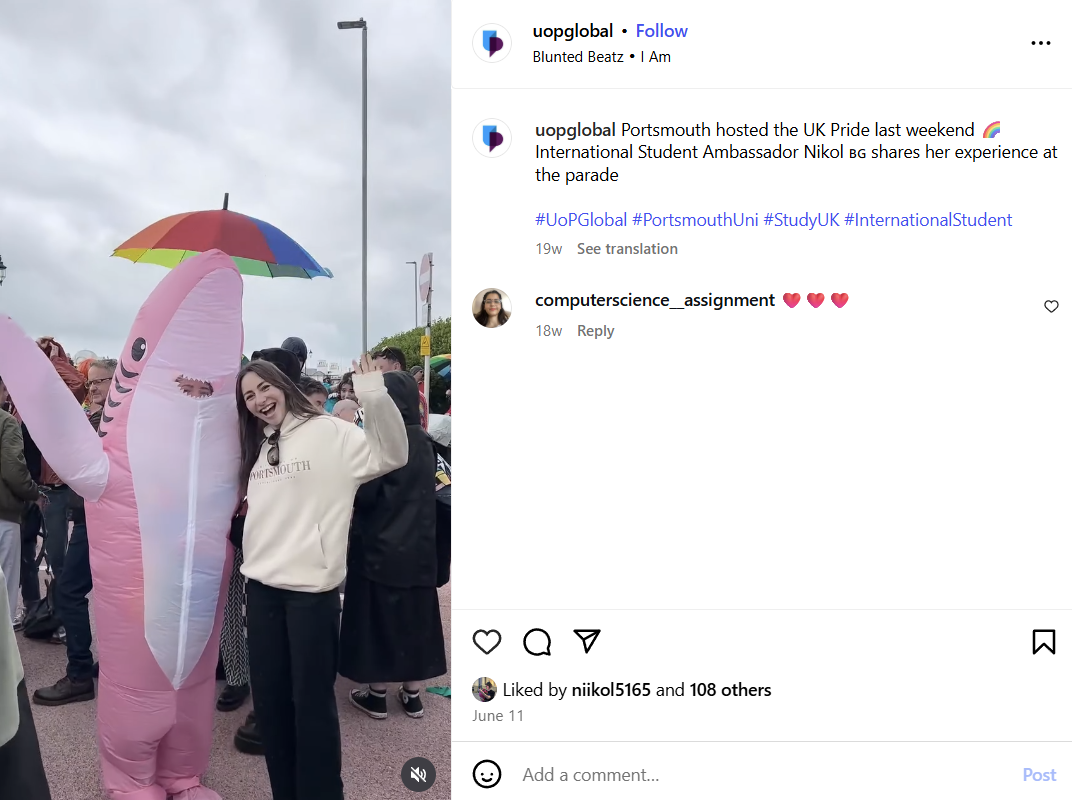 uopglobal • Follow
Blunted Beatz • I Am
uopglobal Portsmouth hosted the UK Pride last weekend 🌈
International Student Ambassador Nikol BG shares her experience at
the parade
#UoPGlobal #PortsmouthUni #StudyUK #InternationalStudent
19w See translation
computerscience__assignment ❤️ ❤️ ❤️
18w Reply
PORTSMOUTH
Liked by niikol5165 and 108 others
June 11
Add a comment...
Post